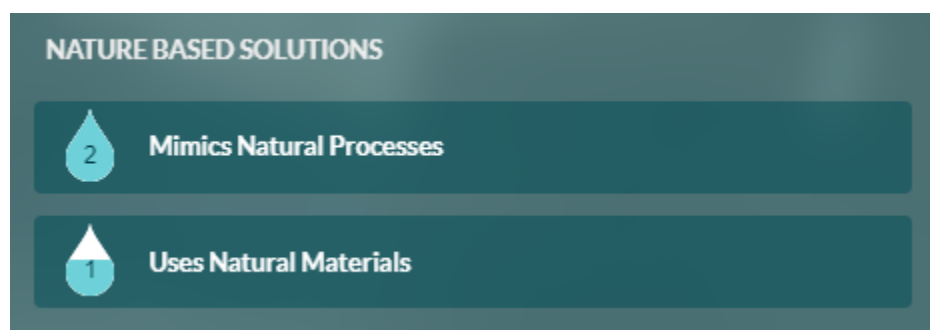 NATURE BASED SOLUTIONS
2 Mimics Natural Processes
1 Uses Natural Materials